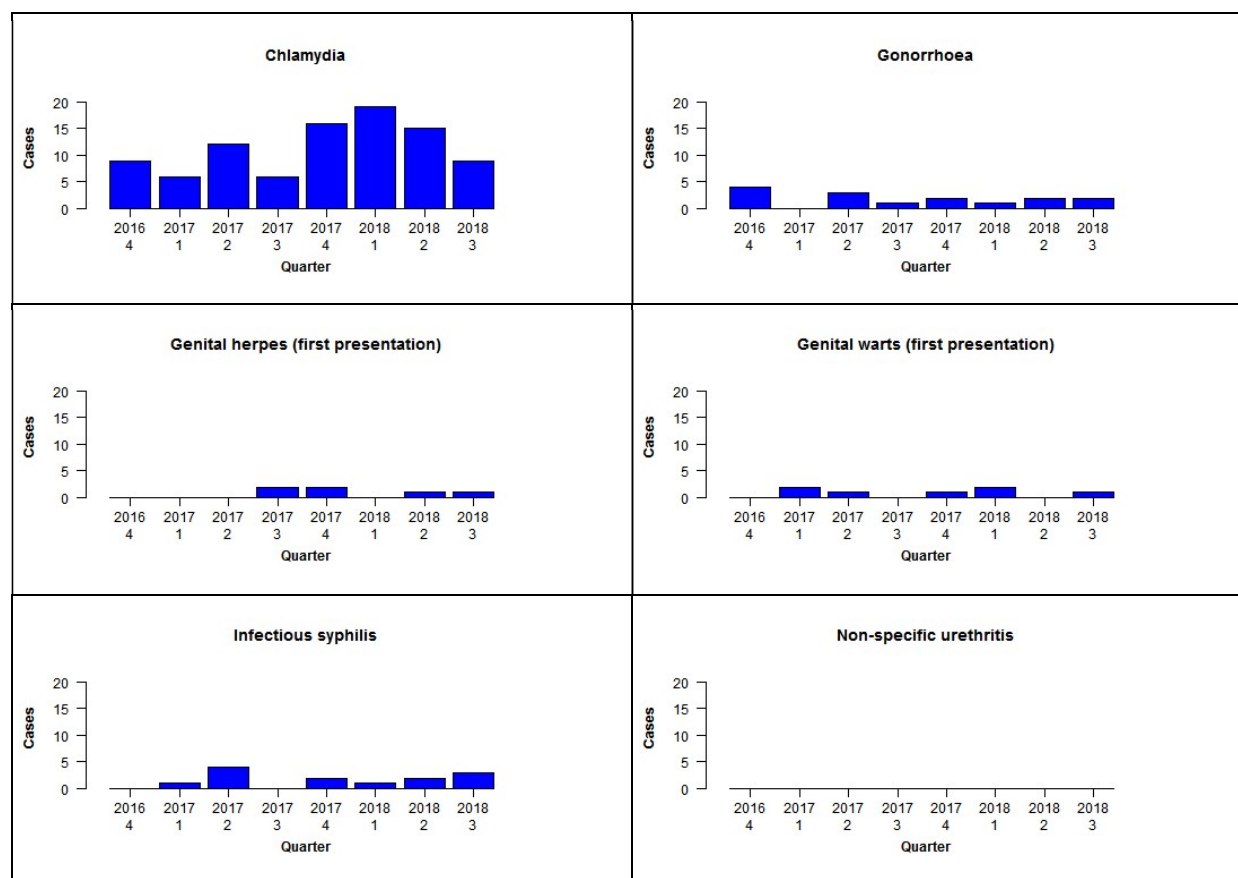 Chlamydia
Cases
20
15
10
5
0
2016 2017 2017 2017 2017 2018 2018 2018
4 1 2 3 4 1 2 3
Quarter
Gonorrhoea
Cases
20
15
10
5
0
2016 2017 2017 2017 2017 2018 2018 2018
4 1 2 3 4 1 2 3
Quarter
Genital herpes (first presentation)
Cases
20
15
10
5
0
2016 2017 2017 2017 2017 2018 2018 2018
4 1 2 3 4 1 2 3
Quarter
Genital warts (first presentation)
Cases
20
15
10
5
0
2016 2017 2017 2017 2017 2018 2018 2018
4 1 2 3 4 1 2 3
Quarter
Infectious syphilis
Cases
20
15
10
5
0
2016 2017 2017 2017 2017 2018 2018 2018
4 1 2 3 4 1 2 3
Quarter
Non-specific urethritis
Cases
20
15
10
5
0
2016 2017 2017 2017 2017 2018 2018 2018
4 1 2 3 4 1 2 3
Quarter